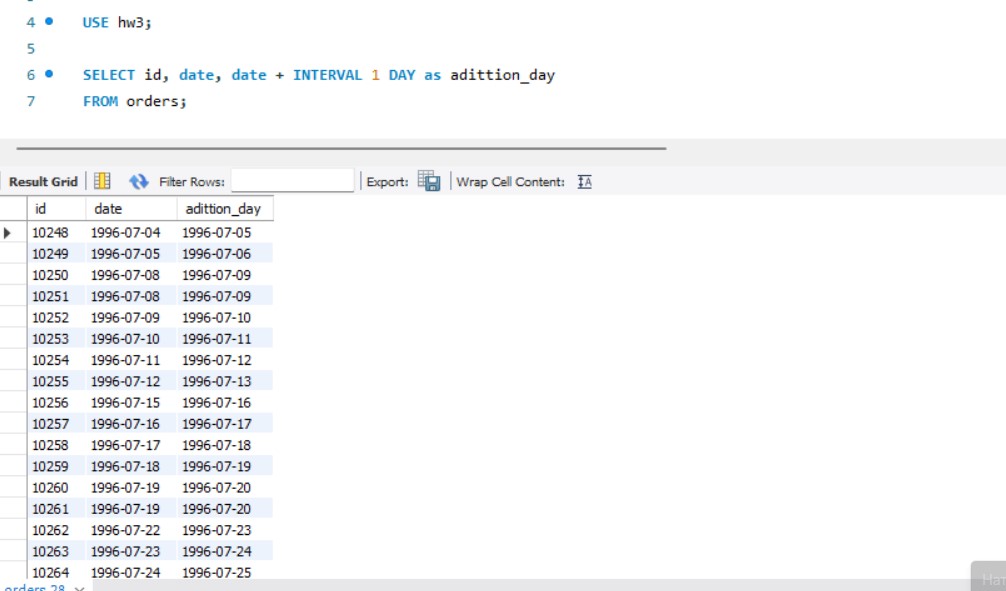 4 USE hw3;
5
6 SELECT id, date, date + INTERVAL 1 DAY as adittion_day
7 FROM orders;
Result Grid Filter Rows: Export: Wrap Cell Content: IA
id date adittion_day
10248 1996-07-04 1996-07-05
10249 1996-07-05 1996-07-06
10250 1996-07-08 1996-07-09
10251 1996-07-08 1996-07-09
10252 1996-07-09 1996-07-10
10253 1996-07-10 1996-07-11
10254 1996-07-11 1996-07-12
10255 1996-07-12 1996-07-13
10256 1996-07-15 1996-07-16
10257 1996-07-16 1996-07-17
10258 1996-07-17 1996-07-18
10259 1996-07-18 1996-07-19
10260 1996-07-19 1996-07-20
10261 1996-07-19 1996-07-20
10262 1996-07-22 1996-07-23
10263 1996-07-23 1996-07-24
10264 1996-07-24 1996-07-25
orders 28